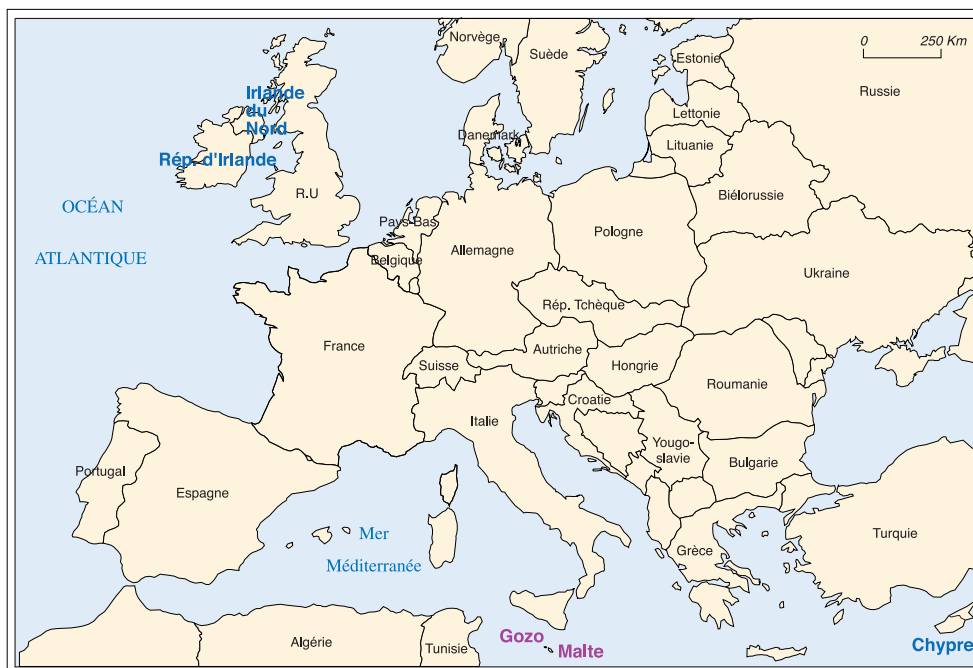 Norvège
Suède
0 250 Km
Estonie
Russie
Irlande
du
Nord
Lettonie
Danemark
Lituanie
Rép. d'Irlande
R.U
Biélorussie
OCÉAN
ATLANTIQUE
Pays-Bas
Pologne
Allemagne
Belgique
Ukraine
Rép. Tchèque
France
Autriche
Suisse
Hongrie
Roumanie
Croatie
Italie
Yougo-
slavie
Bulgarie
Portugal
Espagne
Mer
Méditerranée
Turquie
Grèce
Gozo
Malte
Algérie
Tunisie
Chypre